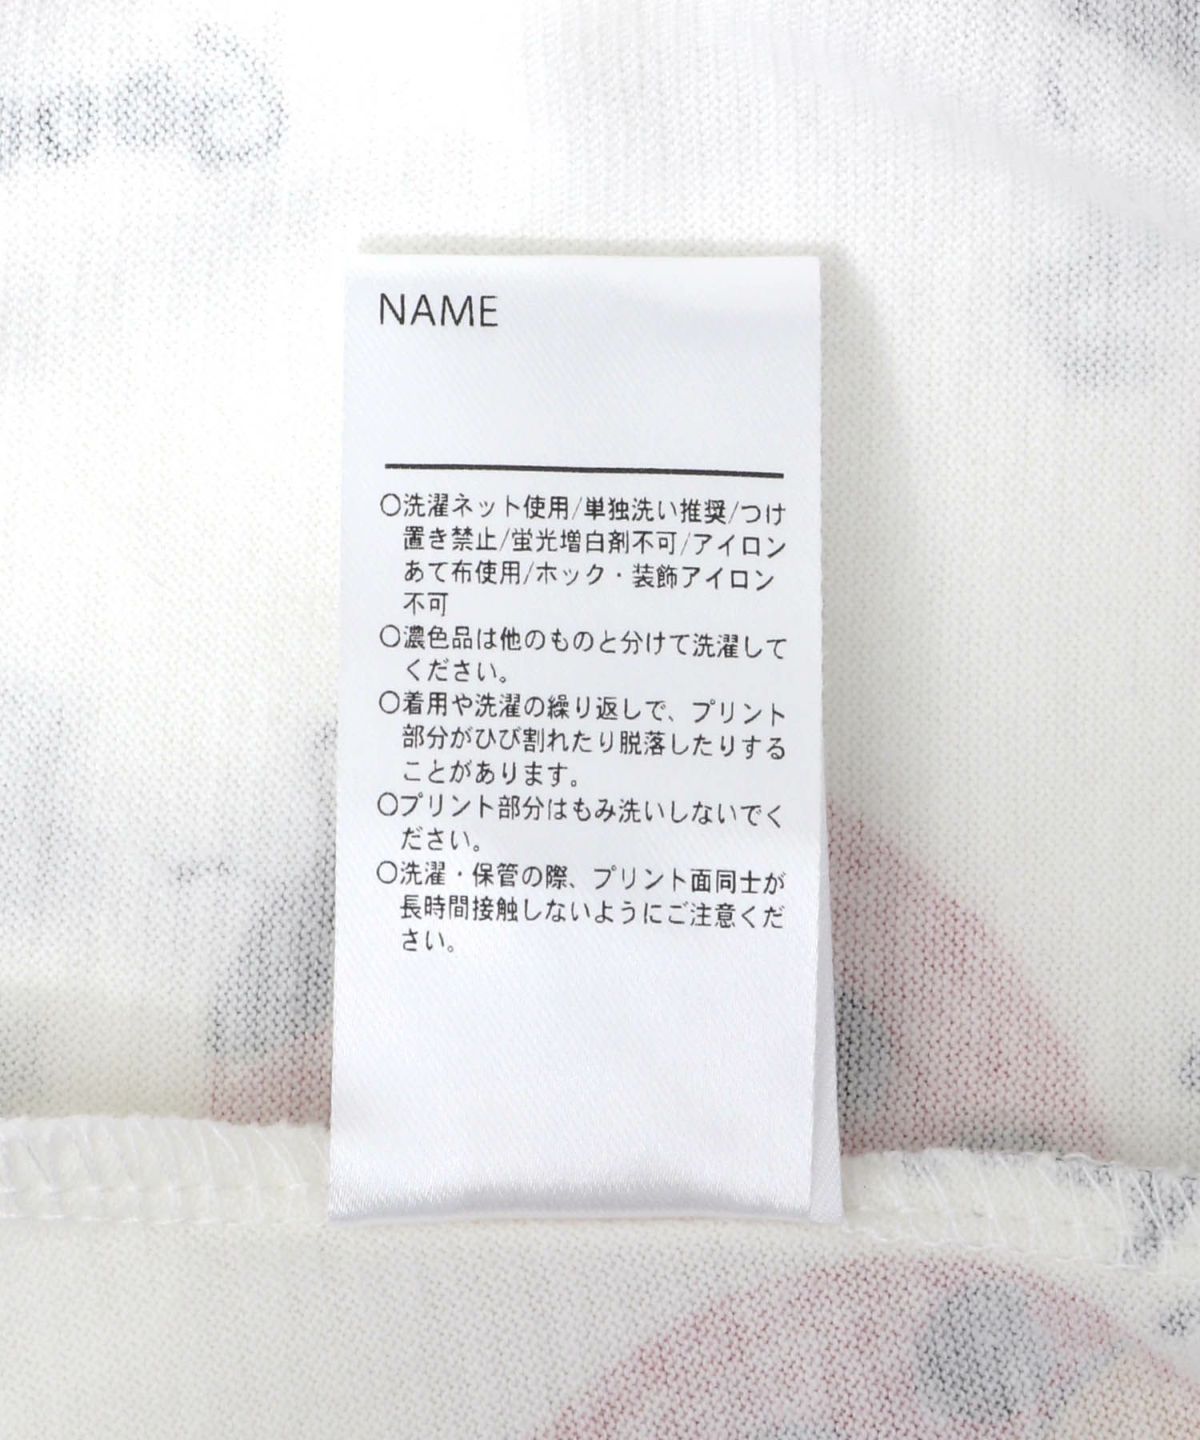 NAME
〇洗濯ネット使用/単独洗い推奨/つけ
置き禁止/蛍光増白剤不可/アイロン
あて布使用/ホック・装飾アイロン
不可
〇濃色品は他のものと分けて洗濯して
ください。
〇着用や洗濯の繰り返しで、プリント
部分がひび割れたり脱落したりする
ことがあります。
〇プリント部分はもみ洗いしないでく
ださい。
〇洗濯・保管の際、プリント面同士が
長時間接触しないようにご注意くだ
さい。